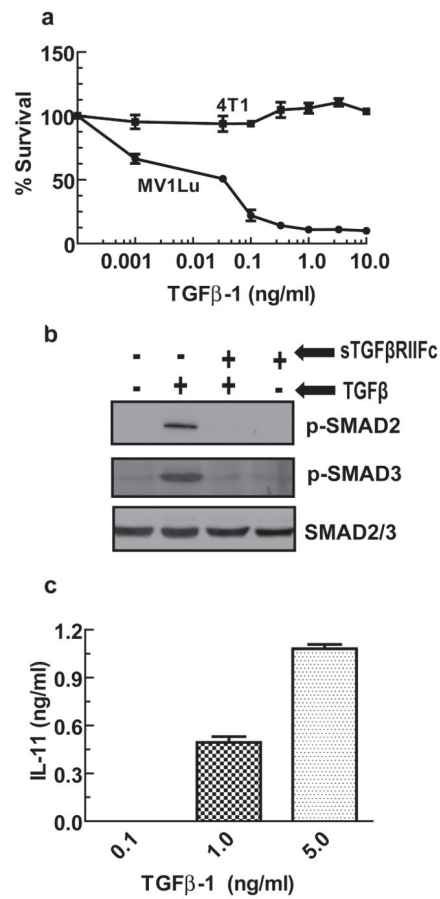 a
150
100
50
0
% Survival
4T1
MV1Lu
0.001 0.01 0.1 1.0 10.0
TGFβ-1 (ng/ml)
b
- - + + sTGFβRIIFc
- + + - TGFβ
p-SMAD2
p-SMAD3
SMAD2/3
c
1.2
0.9
0.6
0.3
0.0
IL-11 (ng/ml)
0.1 1.0 5.0
TGFβ-1 (ng/ml)